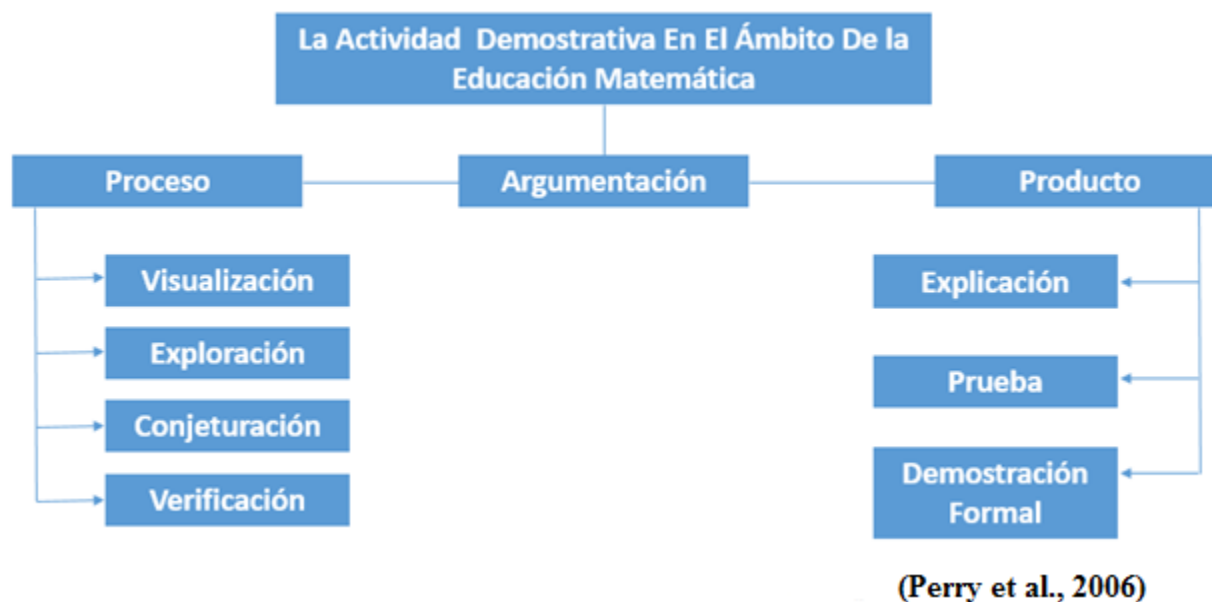 La Actividad Demostrativa En El Ámbito De la
Educación Matemática
Proceso
Argumentación
Producto
Visualización
Exploración
Conjeturación
Verificación
Explicación
Prueba
Demostración
Formal
(Perry et al., 2006)